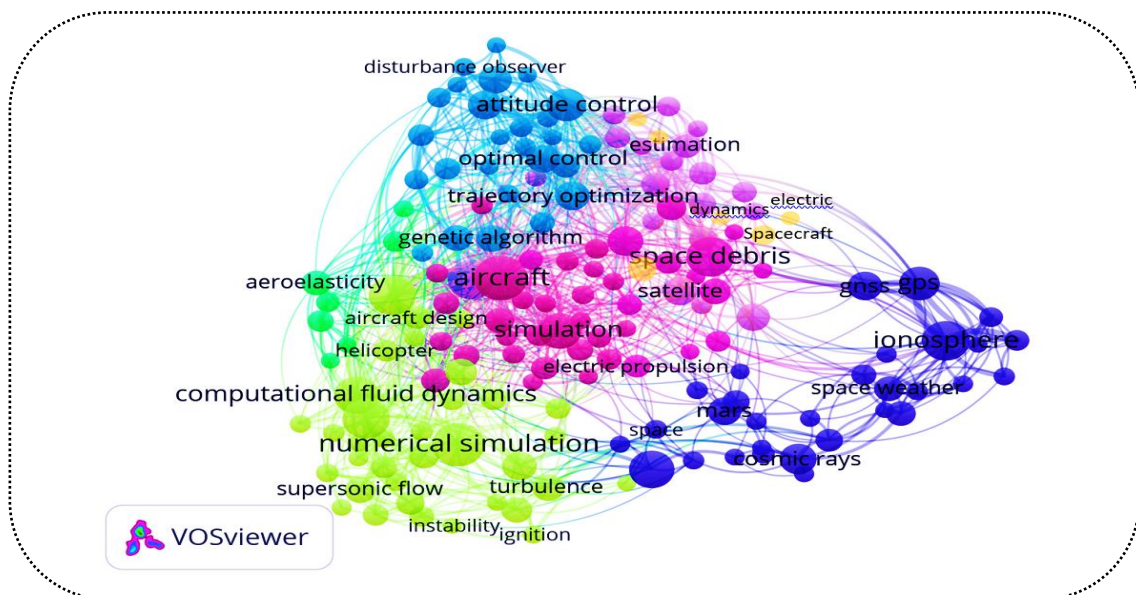 disturbance observer
attitude control
estimation
optimal control
trajectory optimization
electric
dynamics
Spacecraft
genetic algorithm
space debris
aircraft
aeroelasticity
satellite
gnss
gps
aircraft design
simulation
ionosphere
helicopter
electric propulsion
space weather
computational fluid dynamics
mars
space
numerical simulation
cosmic rays
supersonic flow
turbulence
instability
ignition
VOSviewer